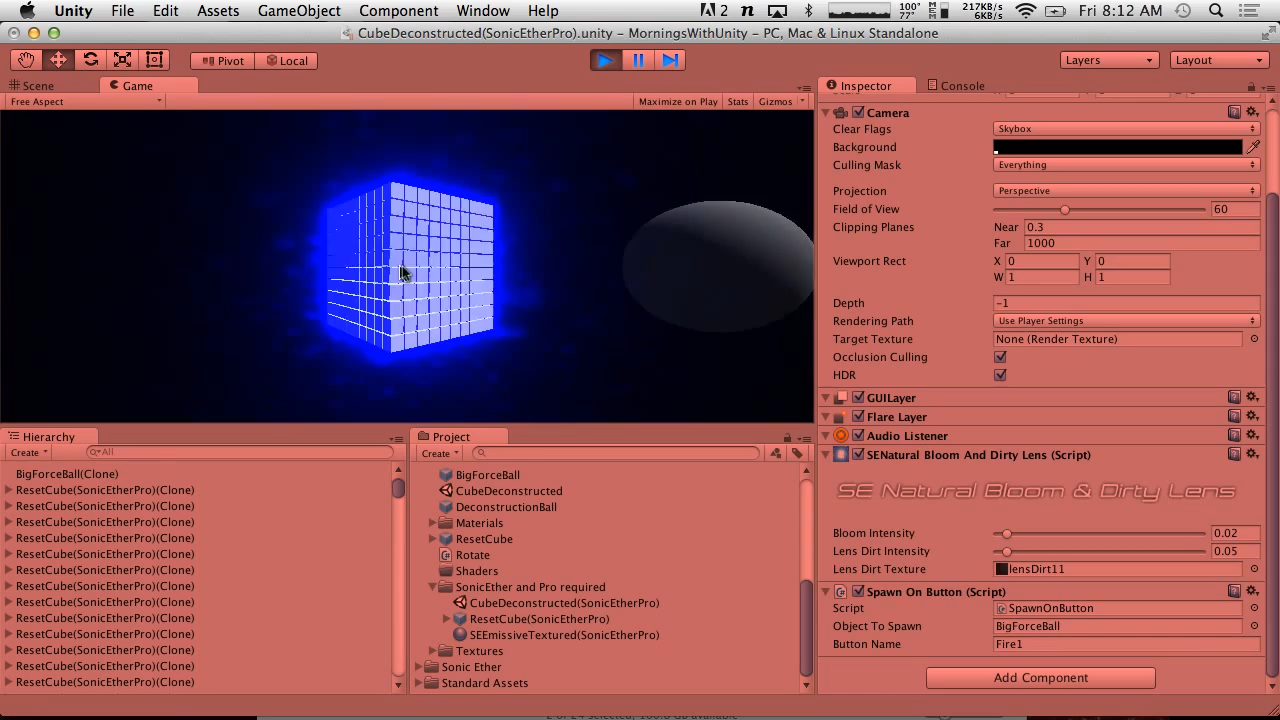 Unity File Edit Assets GameObject Component Window Help 2 100° 77° MEM 217KB/s 6KB/s Fri 8:12 AM
CubeDeconstructed(SonicEtherPro).unity - MorningsWithUnity - PC, Mac & Linux Standalone
Pivot Local Layers Layout
Scene Game
Free Aspect Maximize on Play Stats Gizmos
Hierarchy
Create All
BigForceBall(Clone)
ResetCube(SonicEtherPro)(Clone)
ResetCube(SonicEtherPro)(Clone)
ResetCube(SonicEtherPro)(Clone)
ResetCube(SonicEtherPro)(Clone)
ResetCube(SonicEtherPro)(Clone)
ResetCube(SonicEtherPro)(Clone)
ResetCube(SonicEtherPro)(Clone)
ResetCube(SonicEtherPro)(Clone)
ResetCube(SonicEtherPro)(Clone)
ResetCube(SonicEtherPro)(Clone)
ResetCube(SonicEtherPro)(Clone)
ResetCube(SonicEtherPro)(Clone)
ResetCube(SonicEtherPro)(Clone)
Project
Create
BigForceBall
CubeDeconstructed
DeconstructionBall
Materials
ResetCube
Rotate
Shaders
SonicEther and Pro required
CubeDeconstructed(SonicEtherPro)
ResetCube(SonicEtherPro)
SEEmissiveTextured(SonicEtherPro)
Textures
Sonic Ether
Standard Assets
Inspector Console
Camera
Clear Flags Skybox
Background
Culling Mask Everything
Projection Perspective
Field of View 60
Clipping Planes Near 0.3
Far 1000
Viewport Rect X 0 Y 0
W 1 H 1
Depth -1
Rendering Path Use Player Settings
Target Texture None (Render Texture)
Occlusion Culling
HDR
GUILayer
Flare Layer
Audio Listener
SENatural Bloom And Dirty Lens (Script)
SE Natural Bloom & Dirty Lens
Bloom Intensity 0.02
Lens Dirt Intensity 0.05
Lens Dirt Texture lensDirt11
Spawn On Button (Script)
Script SpawnOnButton
Object To Spawn BigForceBall
Button Name Fire1
Add Component